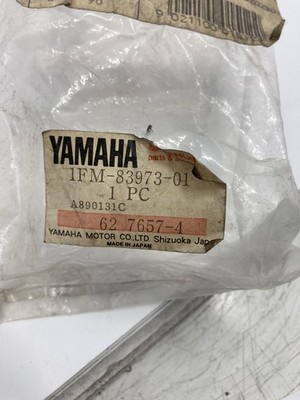 YAMAHA
parts &
1FM-83973-01
1 PC
A890131C
62 7657-4
YAMAHA MOTOR CO.,LTD. Shizuoka Jap
MADE IN JAPAN